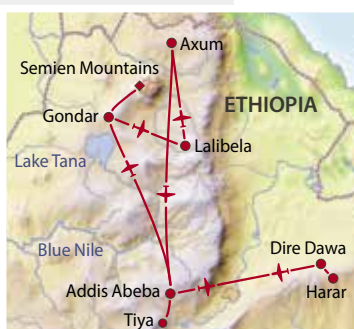 Axum
Semien Mountains
ETHIOPIA
Gondar
Lalibela
Lake Tana
Blue Nile
Dire Dawa
Addis Abeba
Harar
Tiya